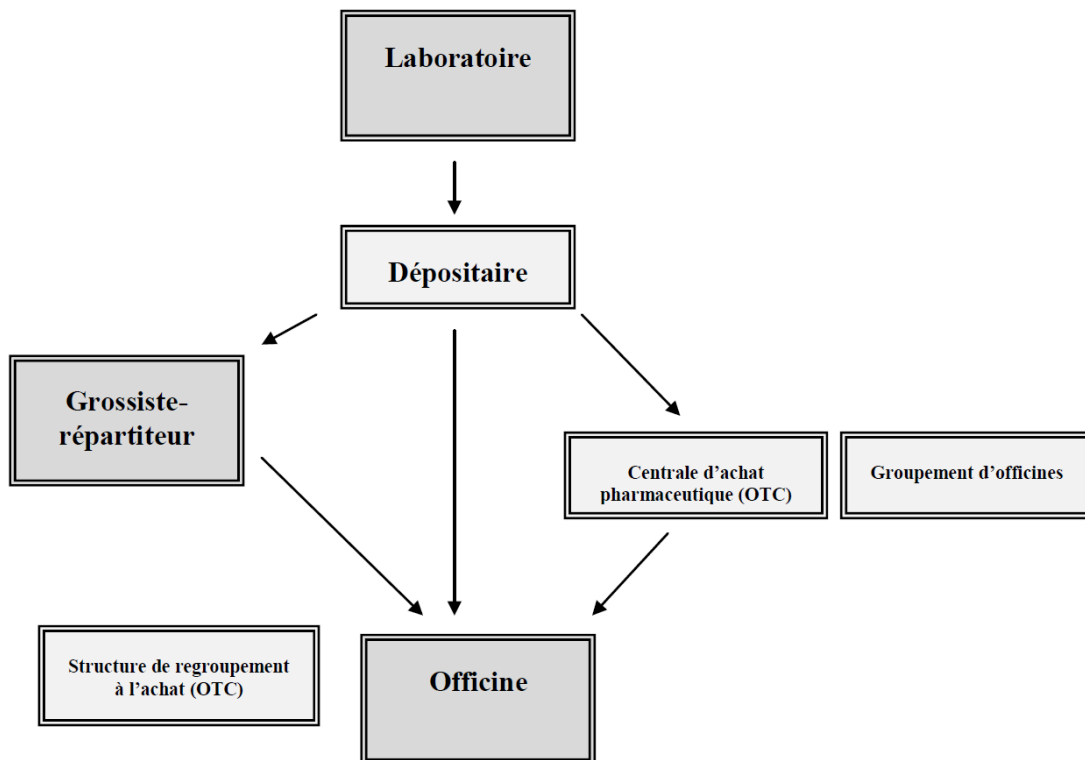 Laboratoire
Dépositaire
Grossiste-
répartiteur
Centrale d’achat
pharmaceutique (OTC)
Groupement d’officines
Structure de regroupement
à l’achat (OTC)
Officine